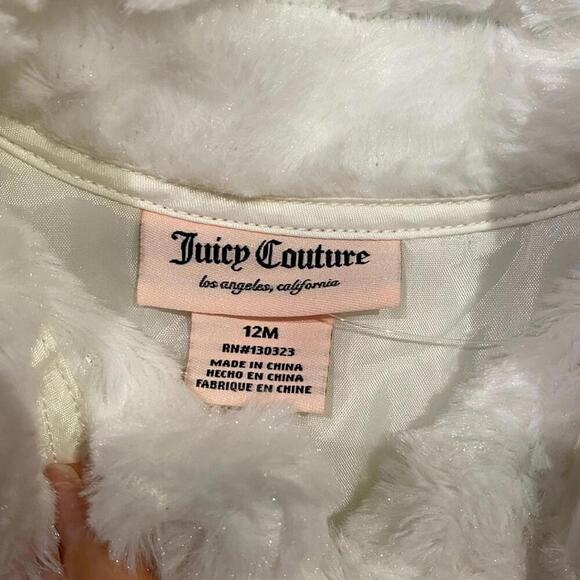 Juicy Couture
los angeles, california
12M
RN#130323
MADE IN CHINA
HECHO EN CHINA
FABRIQUE EN CHINE